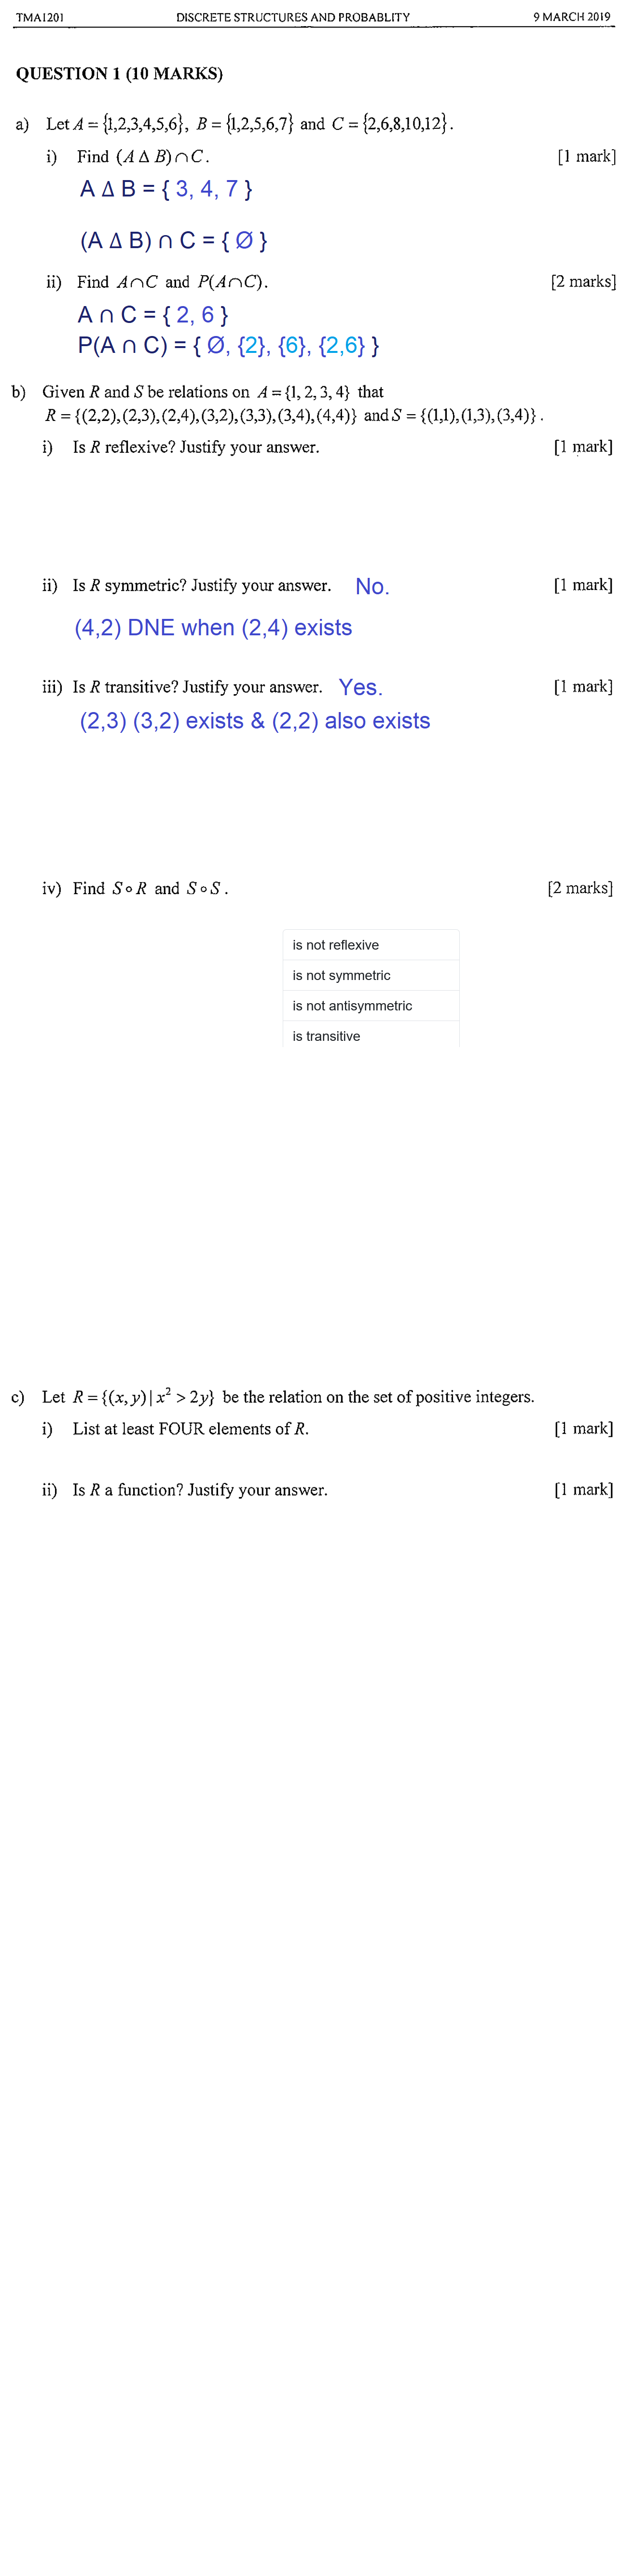 TMA1201 DISCRETE STRUCTURES AND PROBABLITY 9 MARCH 2019
QUESTION 1 (10 MARKS)
a) Let A = {1,2,3,4,5,6}, B = {1,2,5,6,7} and C = {2,6,8,10,12}.
i) Find (A Δ B)∩C. [1 mark]
A Δ B = { 3, 4, 7 }
(A Δ B) ∩ C = { Ø }
ii) Find A∩C and P(A∩C). [2 marks]
A ∩ C = { 2, 6 }
P(A ∩ C) = { Ø, {2}, {6}, {2,6} }
b) Given R and S be relations on A = {1, 2, 3, 4} that
R = {(2,2),(2,3),(2,4),(3,2),(3,3),(3,4),(4,4)} and S = {(1,1),(1,3),(3,4)}.
i) Is R reflexive? Justify your answer. [1 mark]
ii) Is R symmetric? Justify your answer. No. [1 mark]
(4,2) DNE when (2,4) exists
iii) Is R transitive? Justify your answer. Yes. [1 mark]
(2,3) (3,2) exists & (2,2) also exists
iv) Find S∘R and S∘S. [2 marks]
is not reflexive
is not symmetric
is not antisymmetric
is transitive
c) Let R = {(x, y) | x² > 2y} be the relation on the set of positive integers.
i) List at least FOUR elements of R. [1 mark]
ii) Is R a function? Justify your answer. [1 mark]